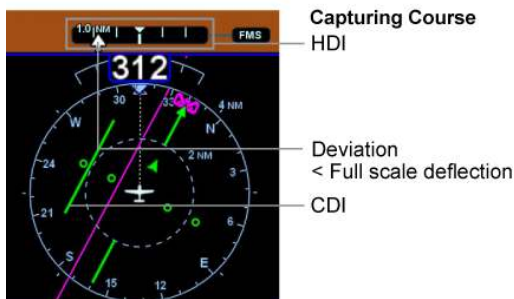 Capturing Course
1.0 NM
FMS
HDI
312
30
33
4 NM
W
N
24
2 NM
3
Deviation
< Full scale deflection
21
6
CDI
S
E
15
12